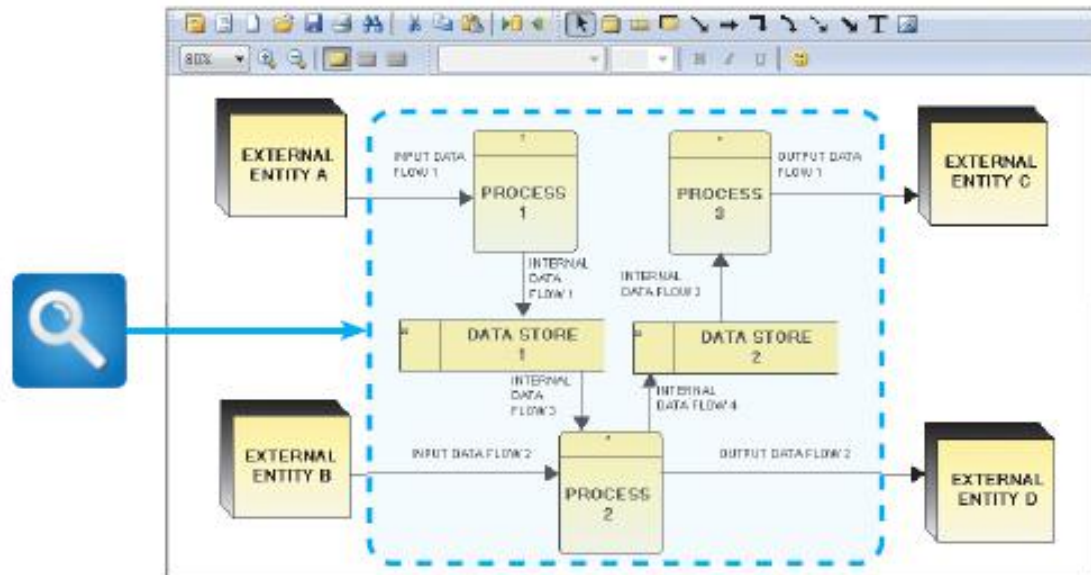 80%
B I U
EXTERNAL
ENTITY A
INPUT DATA
FLOW 1
PROCESS
1
PROCESS
3
OUTPUT DATA
FLOW 1
EXTERNAL
ENTITY C
INTERNAL
DATA
FLOW 1
INTERNAL
DATA FLOW
DATA STORE
1
DATA STORE
2
INTERNAL
DATA
FLOW 3
INTERNAL
DATA FLOW 4
EXTERNAL
ENTITY B
INPUT DATA FLOW 2
PROCESS
2
OUTPUT DATA FLOW 2
EXTERNAL
ENTITY D